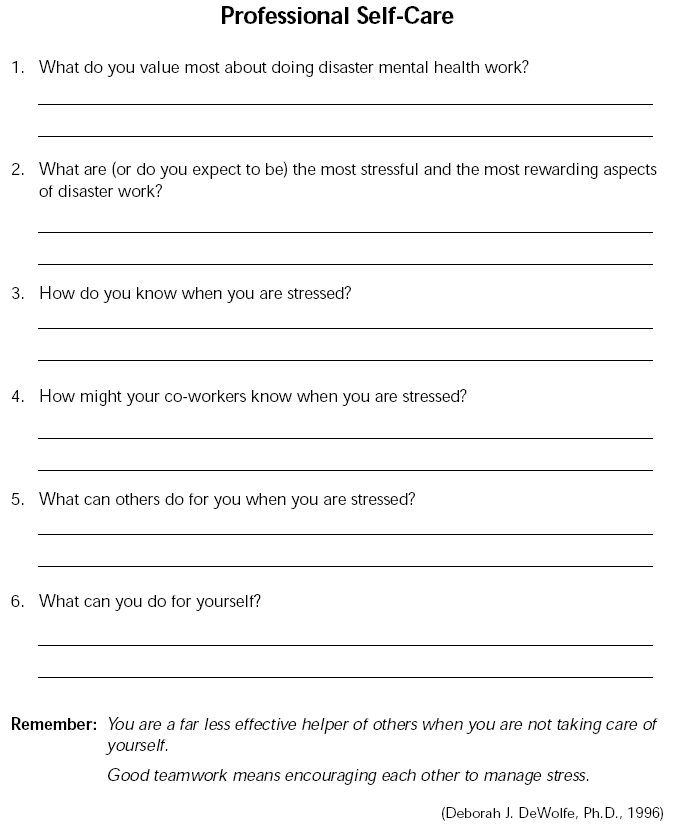 Professional Self-Care
1. What do you value most about doing disaster mental health work?
2. What are (or do you expect to be) the most stressful and the most rewarding aspects
of disaster work?
3. How do you know when you are stressed?
4. How might your co-workers know when you are stressed?
5. What can others do for you when you are stressed?
6. What can you do for yourself?
Remember: You are a far less effective helper of others when you are not taking care of
yourself.
Good teamwork means encouraging each other to manage stress.
(Deborah J. DeWolfe, Ph.D., 1996)